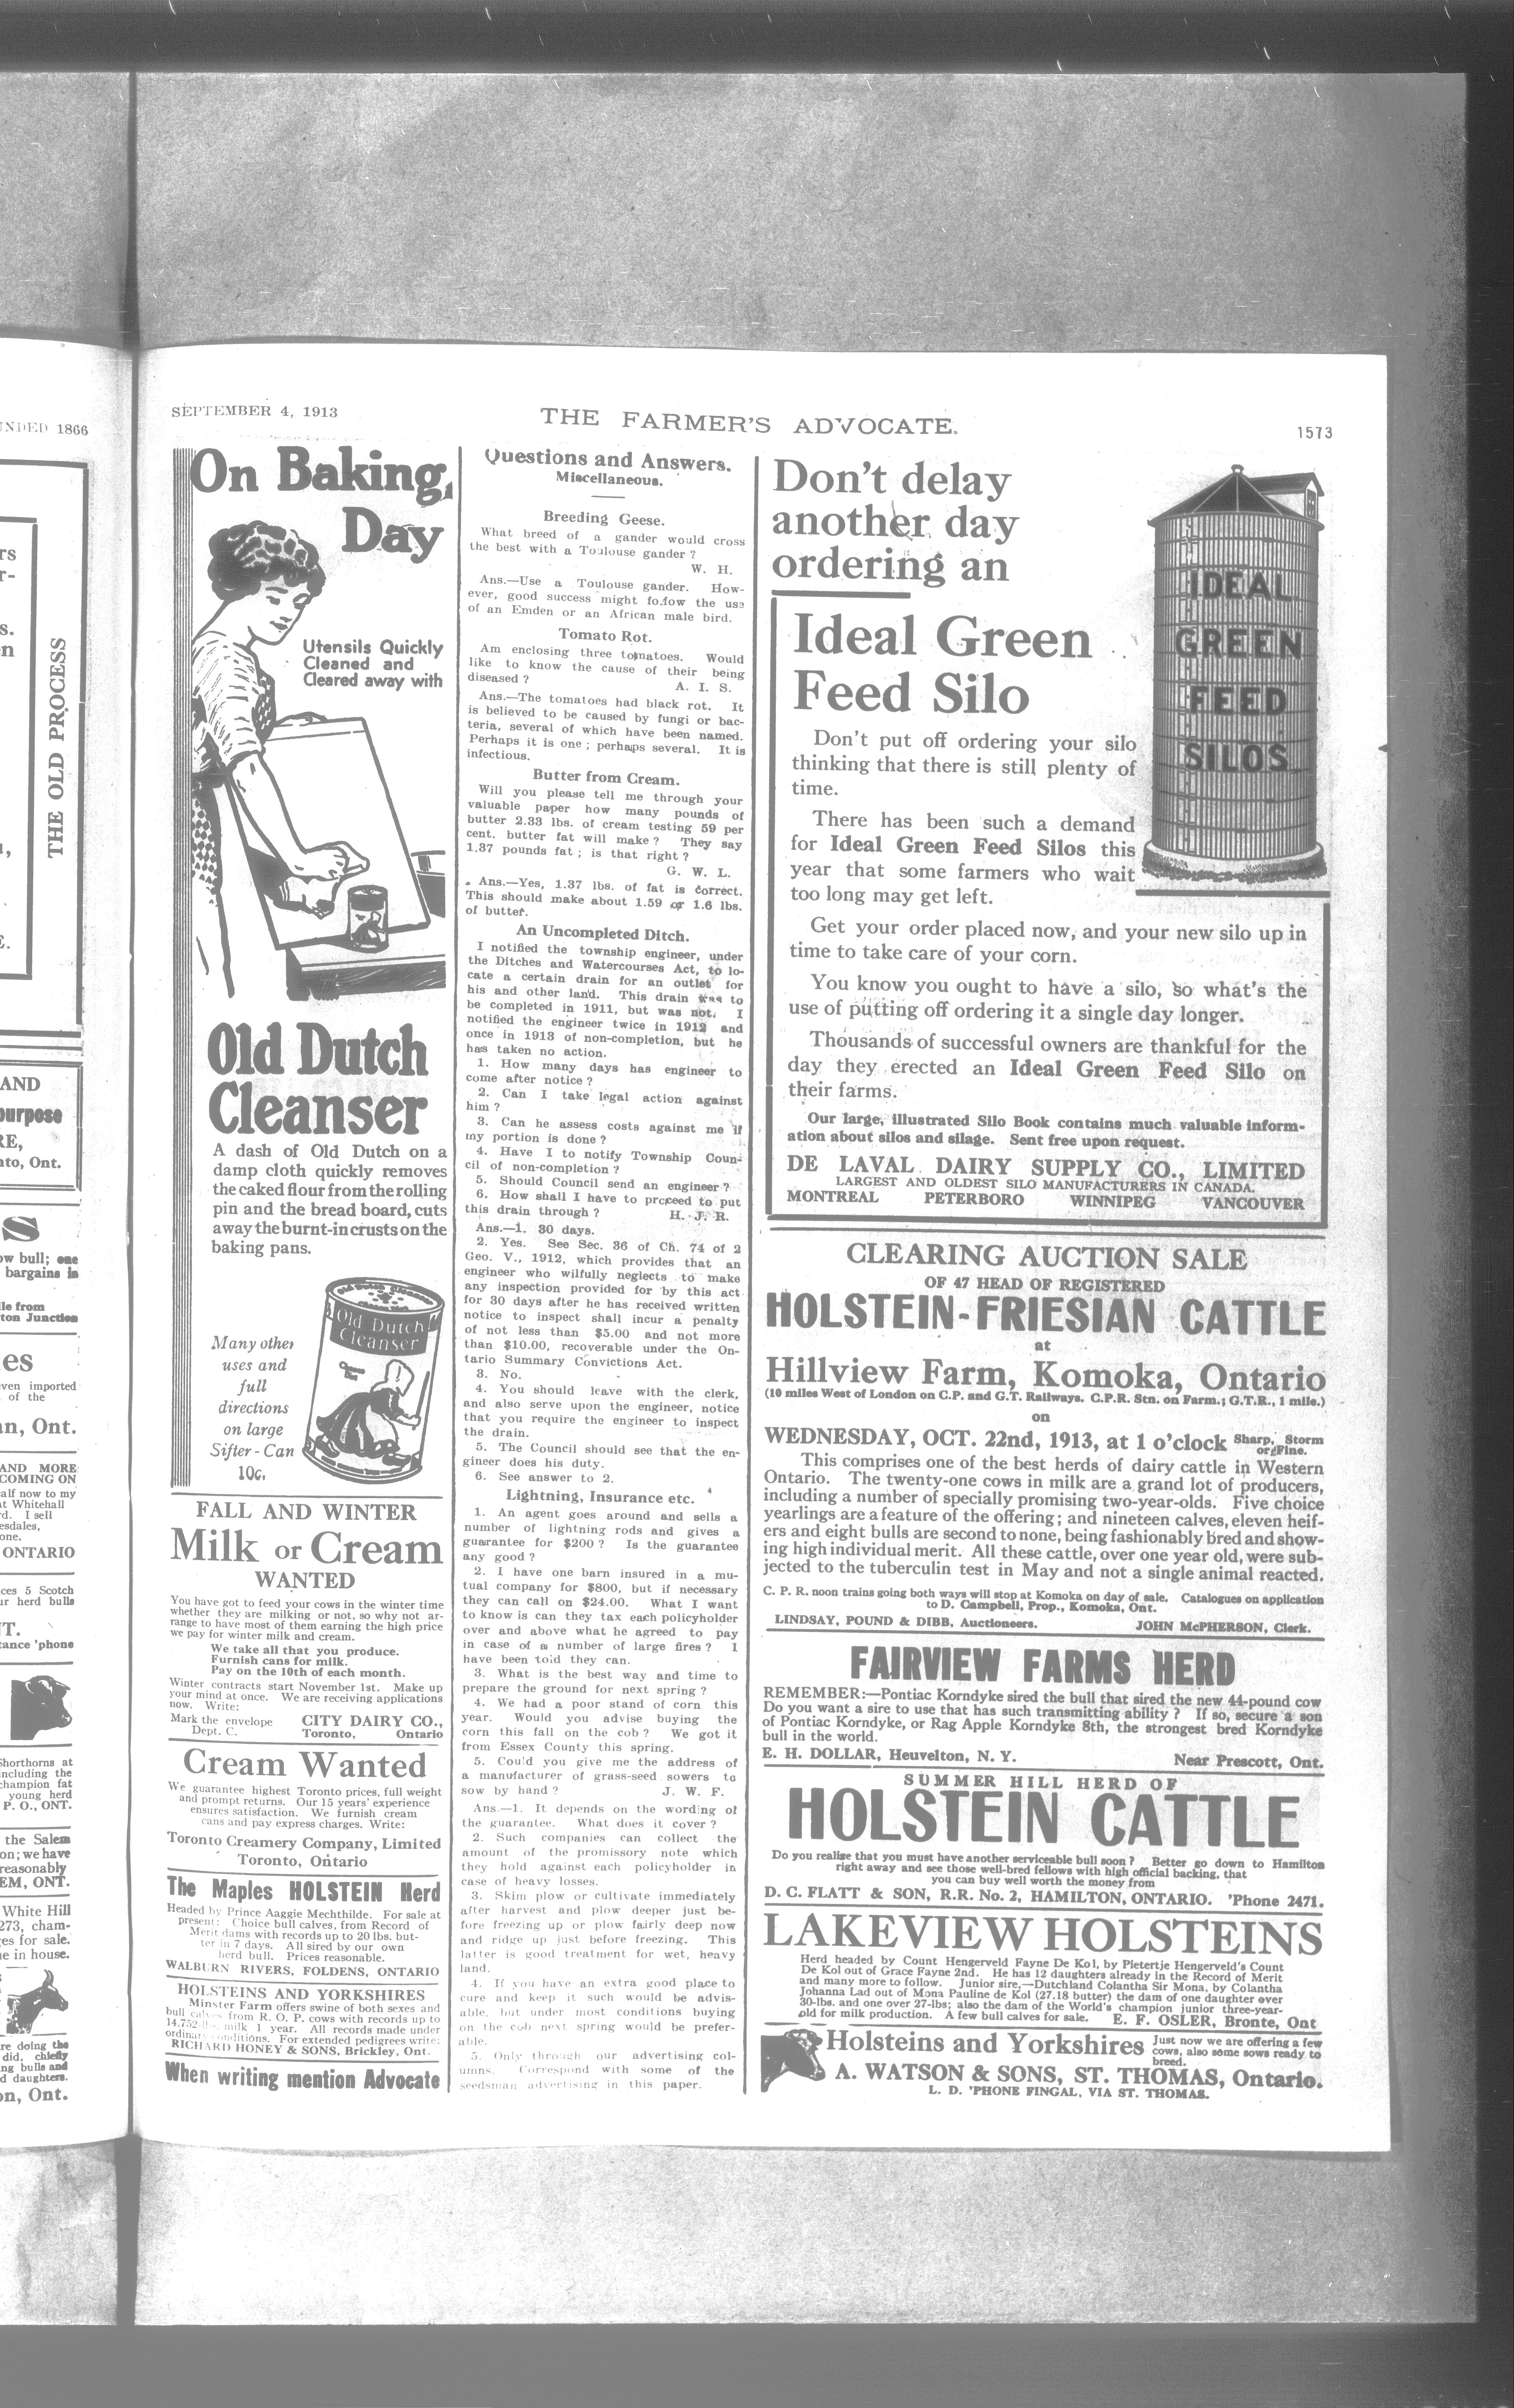 SEPTEMBER 4, 1913
THE FARMER'S ADVOCATE.
1573
UNDED 1866
THE OLD PROCESS
On Baking
Day
Utensils Quickly
Cleaned and
Cleared away with
Old Dutch
Cleanser
A dash of Old Dutch on a
damp cloth quickly removes
the caked flour from the rolling
pin and the bread board, cuts
away the burnt-in crusts on the
baking pans.
Many other
uses and
full
directions
on large
Sifter-Can
10c.
Old Dutch
Cleanser
FALL AND WINTER
Milk or Cream
WANTED
You have got to feed your cows in the winter time
whether they are milking or not, so why not ar-
range to have most of them earning the high price
we pay for winter milk and cream.
We take all that you produce.
Furnish cans for milk.
Pay on the 10th of each month.
Winter contracts start November 1st. Make up
your mind at once. We are receiving applications
now. Write:
Mark the envelope
Dept. C.
CITY DAIRY CO.,
Toronto, Ontario
Cream Wanted
We guarantee highest Toronto prices, full weight
and prompt returns. Our 15 years' experience
ensures satisfaction. We furnish cream
cans and pay express charges. Write:
Toronto Creamery Company, Limited
Toronto, Ontario
The Maples HOLSTEIN Herd
Headed by Prince Aaggie Mechthilde. For sale at
present: Choice bull calves, from Record of
Merit dams with records up to 20 lbs. but-
ter in 7 days. All sired by our own
herd bull. Prices reasonable.
WALBURN RIVERS, FOLDENS, ONTARIO
HOLSTEINS AND YORKSHIRES
Minster Farm offers swine of both sexes and
bull calves from R. O. P. cows with records up to
14,752 lbs. milk 1 year. All records made under
ordinary conditions. For extended pedigrees write:
RICHARD HONEY & SONS, Brickley, Ont.
When writing mention Advocate
Questions and Answers.
Miscellaneous.
Breeding Geese.
What breed of a gander would cross
the best with a Toulouse gander ?
W. H.
Ans.—Use a Toulouse gander. How-
ever, good success might follow the use
of an Emden or an African male bird.
Tomato Rot.
Am enclosing three tomatoes. Would
like to know the cause of their being
diseased ? A. I. S.
Ans.—The tomatoes had black rot. It
is believed to be caused by fungi or bac-
teria, several of which have been named.
Perhaps it is one ; perhaps several. It is
infectious.
Butter from Cream.
Will you please tell me through your
valuable paper how many pounds of
butter 2.33 lbs. of cream testing 59 per
cent. butter fat will make ? They say
1.37 pounds fat ; is that right ?
G. W. L.
Ans.—Yes, 1.37 lbs. of fat is correct.
This should make about 1.59 or 1.6 lbs.
of butter.
An Uncompleted Ditch.
I notified the township engineer, under
the Ditches and Watercourses Act, to lo-
cate a certain drain for an outlet for
his and other land. This drain was to
be completed in 1911, but was not. I
notified the engineer twice in 1912 and
once in 1913 of non-completion, but he
has taken no action.
1. How many days has engineer to
come after notice ?
2. Can I take legal action against
him ?
3. Can he assess costs against me if
my portion is done ?
4. Have I to notify Township Coun-
cil of non-completion ?
5. Should Council send an engineer ?
6. How shall I have to proceed to put
this drain through ? H. J. R.
Ans.—1. 30 days.
2. Yes. See Sec. 36 of Ch. 74 of 2
Geo. V., 1912, which provides that an
engineer who wilfully neglects to make
any inspection provided for by this act
for 30 days after he has received written
notice to inspect shall incur a penalty
of not less than $5.00 and not more
than $10.00, recoverable under the On-
tario Summary Convictions Act.
3. No.
4. You should leave with the clerk,
and also serve upon the engineer, notice
that you require the engineer to inspect
the drain.
5. The Council should see that the en-
gineer does his duty.
6. See answer to 2.
Lightning, Insurance etc.
1. An agent goes around and sells a
number of lightning rods and gives a
guarantee for $200 ? Is the guarantee
any good ?
2. I have one barn insured in a mu-
tual company for $800, but if necessary
they can call on $24.00. What I want
to know is can they tax each policyholder
over and above what he agreed to pay
in case of a number of large fires ? I
have been told they can.
3. What is the best way and time to
prepare the ground for next spring ?
4. We had a poor stand of corn this
year. Would you advise buying the
corn this fall on the cob ? We got it
from Essex County this spring.
5. Could you give me the address of
a manufacturer of grass-seed sowers to
sow by hand ? J. W. F.
Ans.—1. It depends on the wording of
the guarantee. What does it cover ?
2. Such companies can collect the
amount of the promissory note which
they hold against each policyholder in
case of heavy losses.
3. Skim plow or cultivate immediately
after harvest and plow deeper just be-
fore freezing up or plow fairly deep now
and ridge up just before freezing. This
latter is good treatment for wet, heavy
land.
4. If you have an extra good place to
cure and keep it such would be advis-
able, but under most conditions buying
on the cob next spring would be prefer-
able.
5. Only through our advertising col-
umns. Correspond with some of the
seedsman advertising in this paper.
Don't delay
another day
ordering an
Ideal Green
Feed Silo
IDEAL
GREEN
FEED
SILOS
Don't put off ordering your silo
thinking that there is still plenty of
time.
There has been such a demand
for Ideal Green Feed Silos this
year that some farmers who wait
too long may get left.
Get your order placed now, and your new silo up in
time to take care of your corn.
You know you ought to have a silo, so what's the
use of putting off ordering it a single day longer.
Thousands of successful owners are thankful for the
day they erected an Ideal Green Feed Silo on
their farms.
Our large, illustrated Silo Book contains much valuable inform-
ation about silos and silage. Sent free upon request.
DE LAVAL DAIRY SUPPLY CO., LIMITED
LARGEST AND OLDEST SILO MANUFACTURERS IN CANADA.
MONTREAL PETERBORO WINNIPEG VANCOUVER
CLEARING AUCTION SALE
OF 47 HEAD OF REGISTERED
HOLSTEIN-FRIESIAN CATTLE
at
Hillview Farm, Komoka, Ontario
(10 miles West of London on C.P. and G.T. Railways. C.P.R. Stn. on Farm.; G.T.R., 1 mile.)
on
WEDNESDAY, OCT. 22nd, 1913, at 1 o'clock Sharp, Storm
or Fine.
This comprises one of the best herds of dairy cattle in Western
Ontario. The twenty-one cows in milk are a grand lot of producers,
including a number of specially promising two-year-olds. Five choice
yearlings are a feature of the offering; and nineteen calves, eleven heif-
ers and eight bulls are second to none, being fashionably bred and show-
ing high individual merit. All these cattle, over one year old, were sub-
jected to the tuberculin test in May and not a single animal reacted.
C. P. R. noon trains going both ways will stop at Komoka on day of sale. Catalogues on application
to D. Campbell, Prop., Komoka, Ont.
LINDSAY, POUND & DIBB, Auctioneers. JOHN McPHERSON, Clerk.
FAIRVIEW FARMS HERD
REMEMBER:—Pontiac Korndyke sired the bull that sired the new 44-pound cow
Do you want a sire to use that has such transmitting ability ? If so, secure a son
of Pontiac Korndyke, or Rag Apple Korndyke 8th, the strongest bred Korndyke
bull in the world.
E. H. DOLLAR, Heuvelton, N. Y. Near Prescott, Ont.
SUMMER HILL HERD OF
HOLSTEIN CATTLE
Do you realise that you must have another serviceable bull soon ? Better go down to Hamilton
right away and see those well-bred fellows with high official backing, that
you can buy well worth the money from
D. C. FLATT & SON, R.R. No. 2, HAMILTON, ONTARIO. 'Phone 2471.
LAKEVIEW HOLSTEINS
Herd headed by Count Hengerveld Fayne De Kol, by Pietertje Hengerveld's Count
De Kol out of Grace Fayne 2nd. He has 12 daughters already in the Record of Merit
and many more to follow. Junior sire,—Dutchland Colantha Sir Mona, by Colantha
Johanna Lad out of Mona Pauline de Kol (27.18 butter) the dam of one daughter over
30-lbs. and one over 27-lbs; also the dam of the World's champion junior three-year-
old for milk production. A few bull calves for sale. E. F. OSLER, Bronte, Ont
Holsteins and Yorkshires Just now we are offering a few
cows, also some sows ready to
breed.
A. WATSON & SONS, ST. THOMAS, Ontario.
L. D. 'PHONE FINGAL, VIA ST. THOMAS.